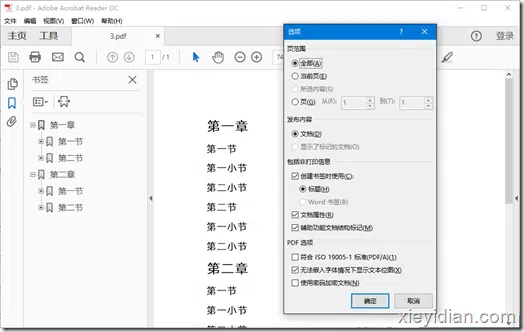 3.pdf - Adobe Acrobat Reader DC
文件 编辑 视图(V) 窗口(W) 帮助(H)
主页 工具 3.pdf 登录
1 / 1
书签
第一章
第一节
第二节
第二章
第一节
第二节
第一章
第一节
第一小节
第二小节
第二节
第一小节
第二小节
第二章
第一节
第一小节
第二小节
选项
页范围
全部(A)
当前页(E)
所选内容(S)
页(G) 从(F): 1 到(T): 1
发布内容
文档(D)
显示了标记的文档(O)
包括非打印信息
创建书签时使用(C):
标题(H)
Word 书签(B)
文档属性(R)
辅助功能文档结构标记(M)
PDF 选项
符合 ISO 19005-1 标准(PDF/A)(1)
无法嵌入字体情况下显示文本位图(X)
使用密码加密文档(N)
确定 取消
xieyidian.com